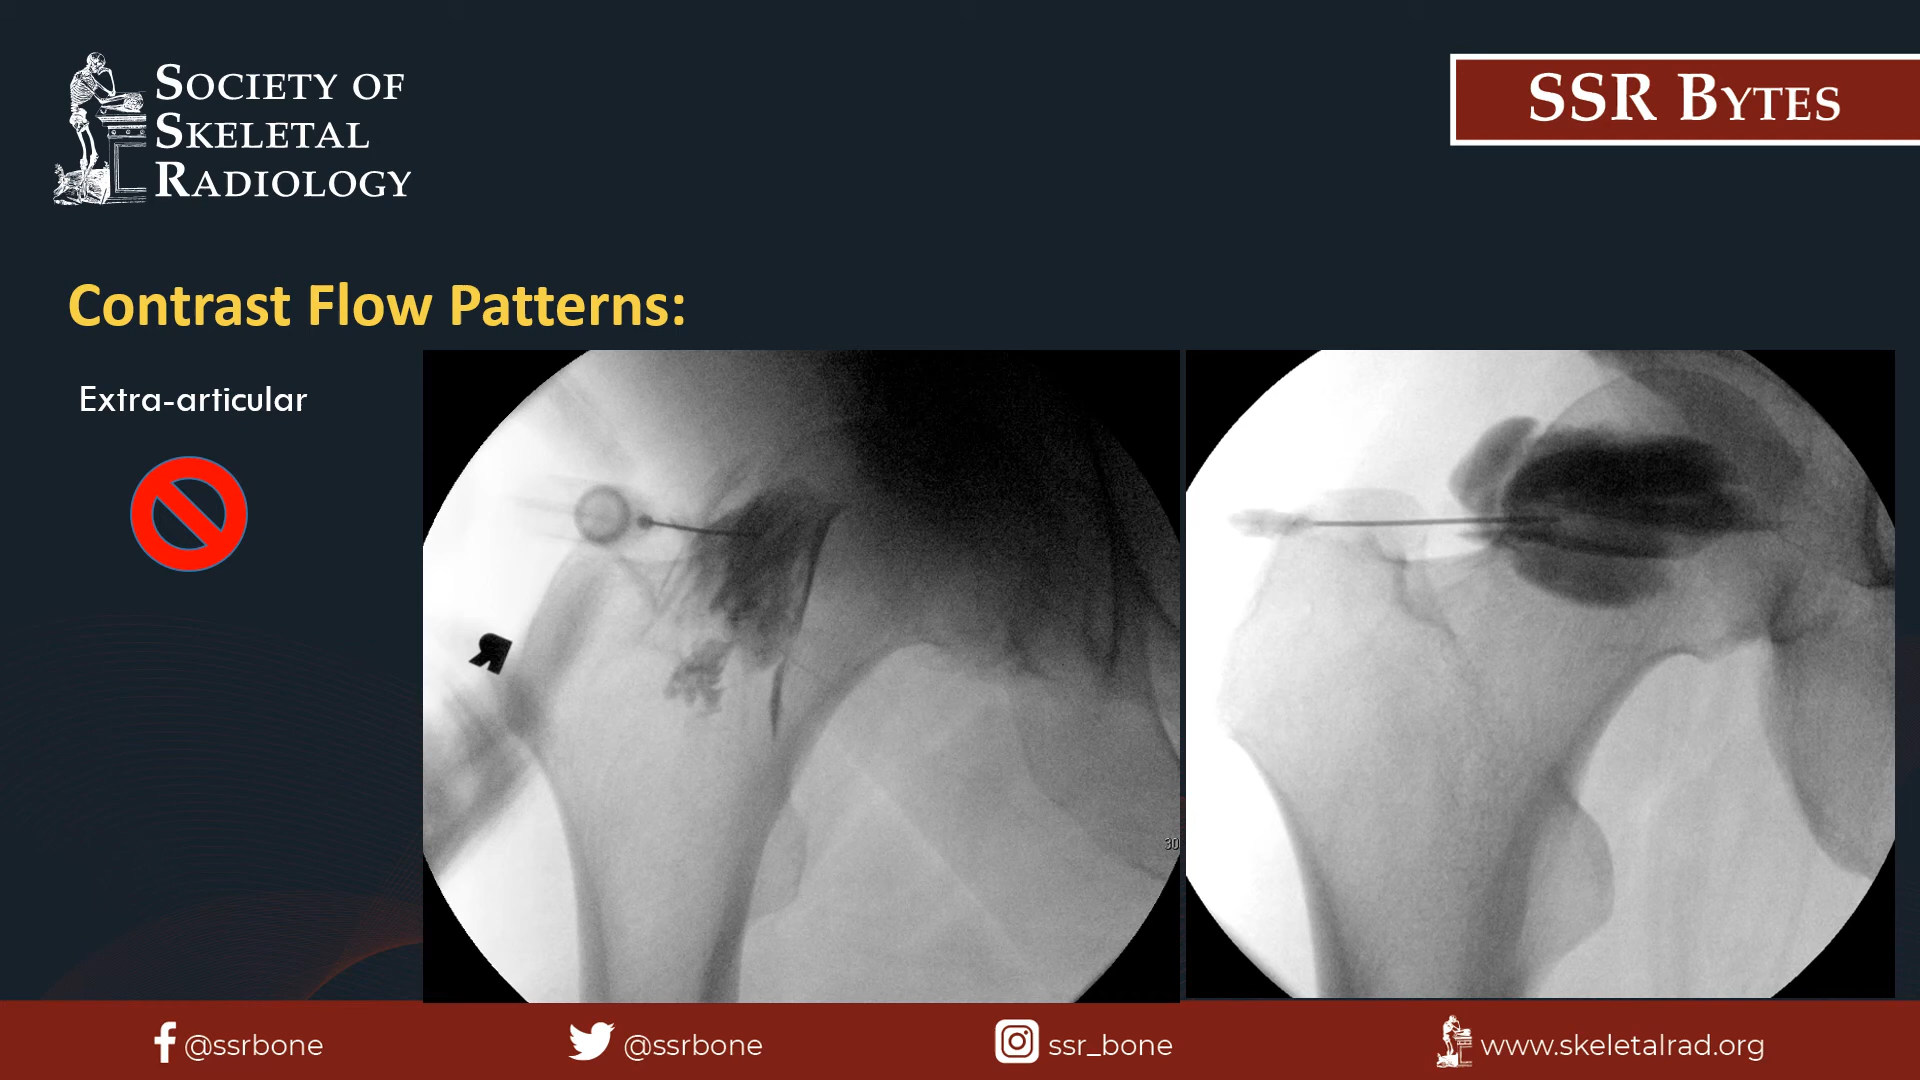 SOCIETY OF
SKELETAL
RADIOLOGY
SSR BYTES
Contrast Flow Patterns:
Extra-articular
R
30
@ssrbone
@ssrbone
ssr_bone
www.skeletalrad.org